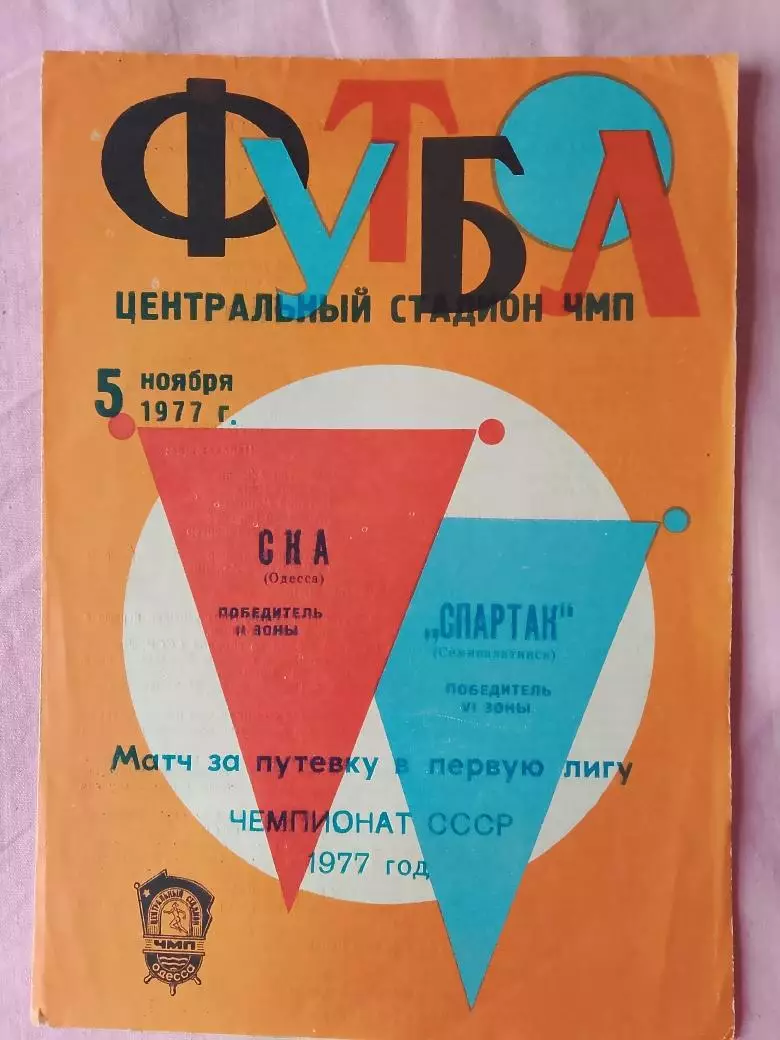 ФУТБОЛ
ЦЕНТРАЛЬНЫЙ СТАДИОН ЧМП
5 ноября
1977 г.
СКА
(Одесса)
ПОБЕДИТЕЛЬ
II ЗОНЫ
„СПАРТАК"
(Семипалатинск)
ПОБЕДИТЕЛЬ
VI ЗОНЫ
Матч за путевку в первую лигу
ЧЕМПИОНАТ СССР
1977 год
ЦЕНТРАЛЬНЫЙ СТАДИОН
ЧМП
ОДЕССА